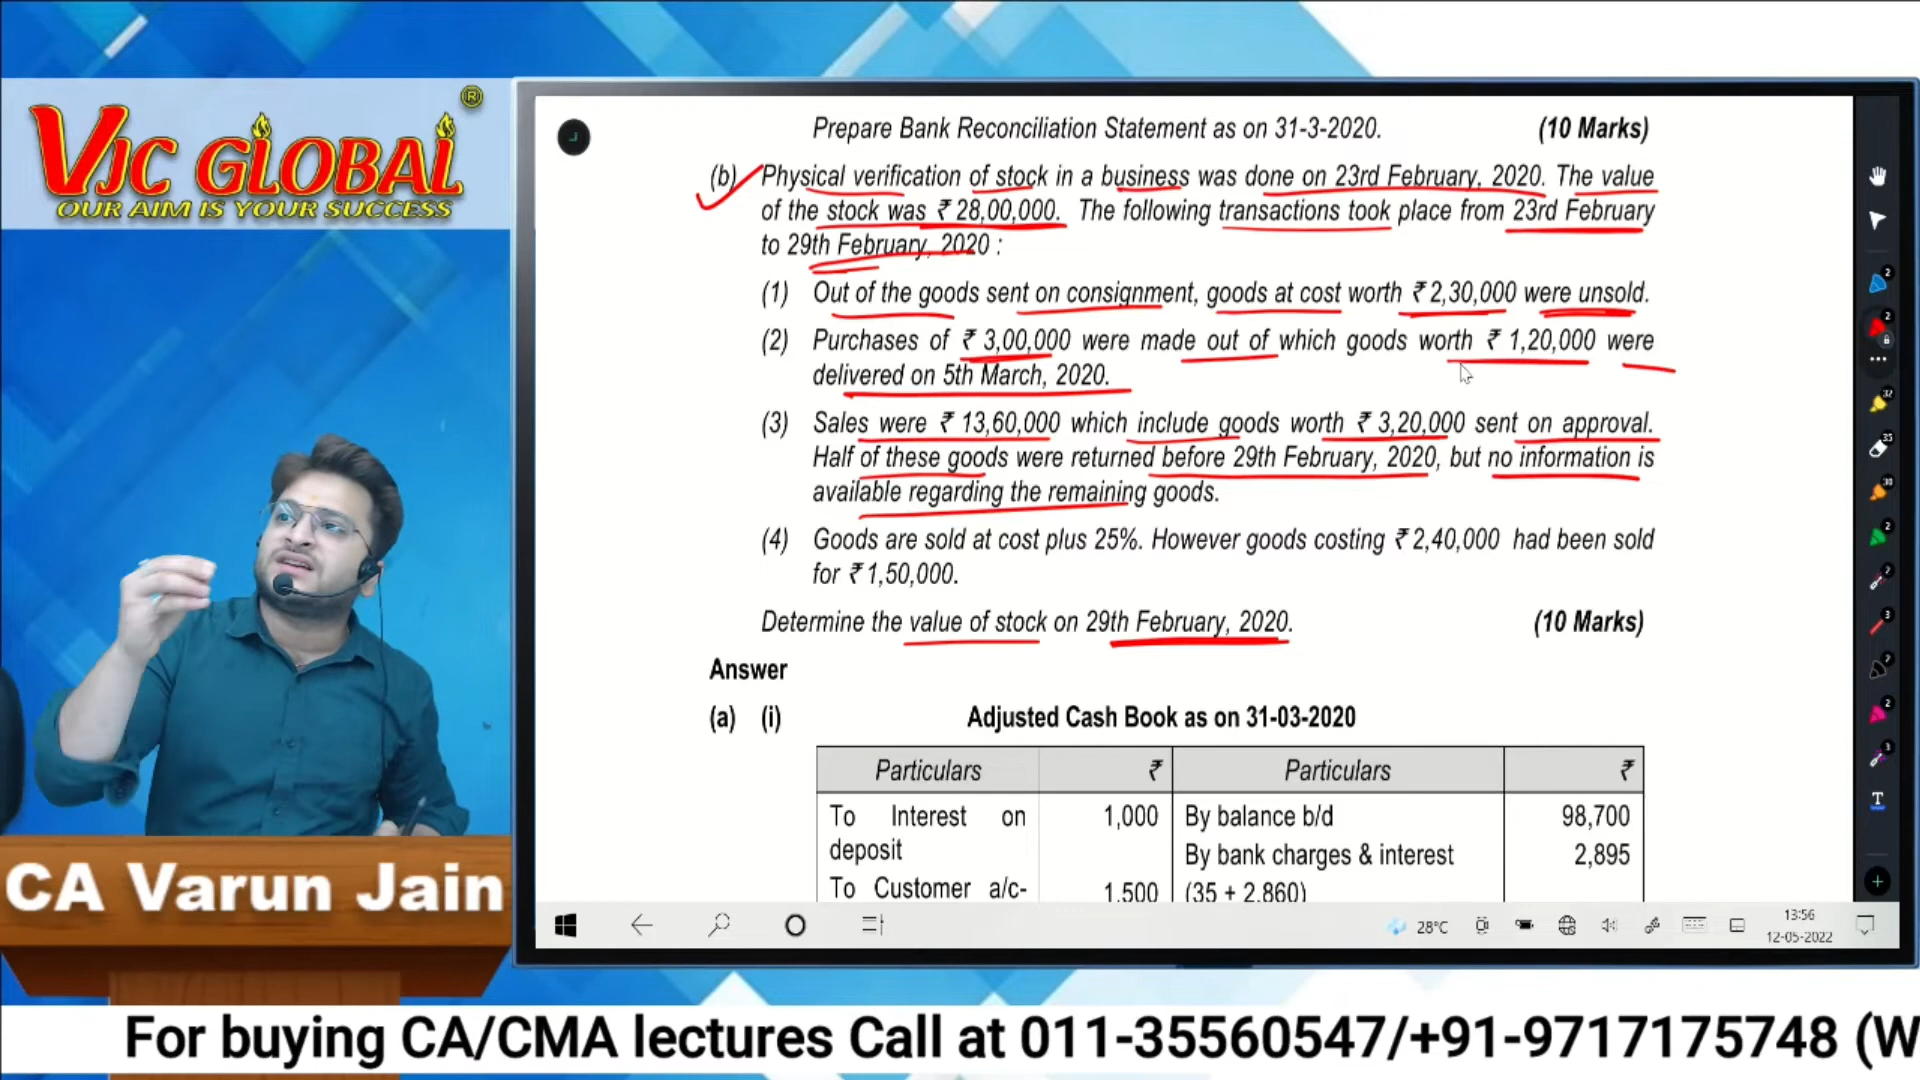 VJC GLOBAL ®
OUR AIM IS YOUR SUCCESS
Prepare Bank Reconciliation Statement as on 31-3-2020. (10 Marks)
(b) Physical verification of stock in a business was done on 23rd February, 2020. The value
of the stock was ₹ 28,00,000. The following transactions took place from 23rd February
to 29th February, 2020 :
(1) Out of the goods sent on consignment, goods at cost worth ₹ 2,30,000 were unsold.
(2) Purchases of ₹ 3,00,000 were made out of which goods worth ₹ 1,20,000 were
delivered on 5th March, 2020.
(3) Sales were ₹ 13,60,000 which include goods worth ₹ 3,20,000 sent on approval.
Half of these goods were returned before 29th February, 2020, but no information is
available regarding the remaining goods.
(4) Goods are sold at cost plus 25%. However goods costing ₹ 2,40,000 had been sold
for ₹ 1,50,000.
Determine the value of stock on 29th February, 2020. (10 Marks)
Answer
(a) (i) Adjusted Cash Book as on 31-03-2020
Particulars ₹ Particulars ₹
To Interest on 1,000 By balance b/d 98,700
deposit By bank charges & interest 2,895
To Customer a/c- 1,500 (35 + 2,860)
28°C
13:56
12-05-2022
CA Varun Jain
For buying CA/CMA lectures Call at 011-35560547/+91-9717175748 (W